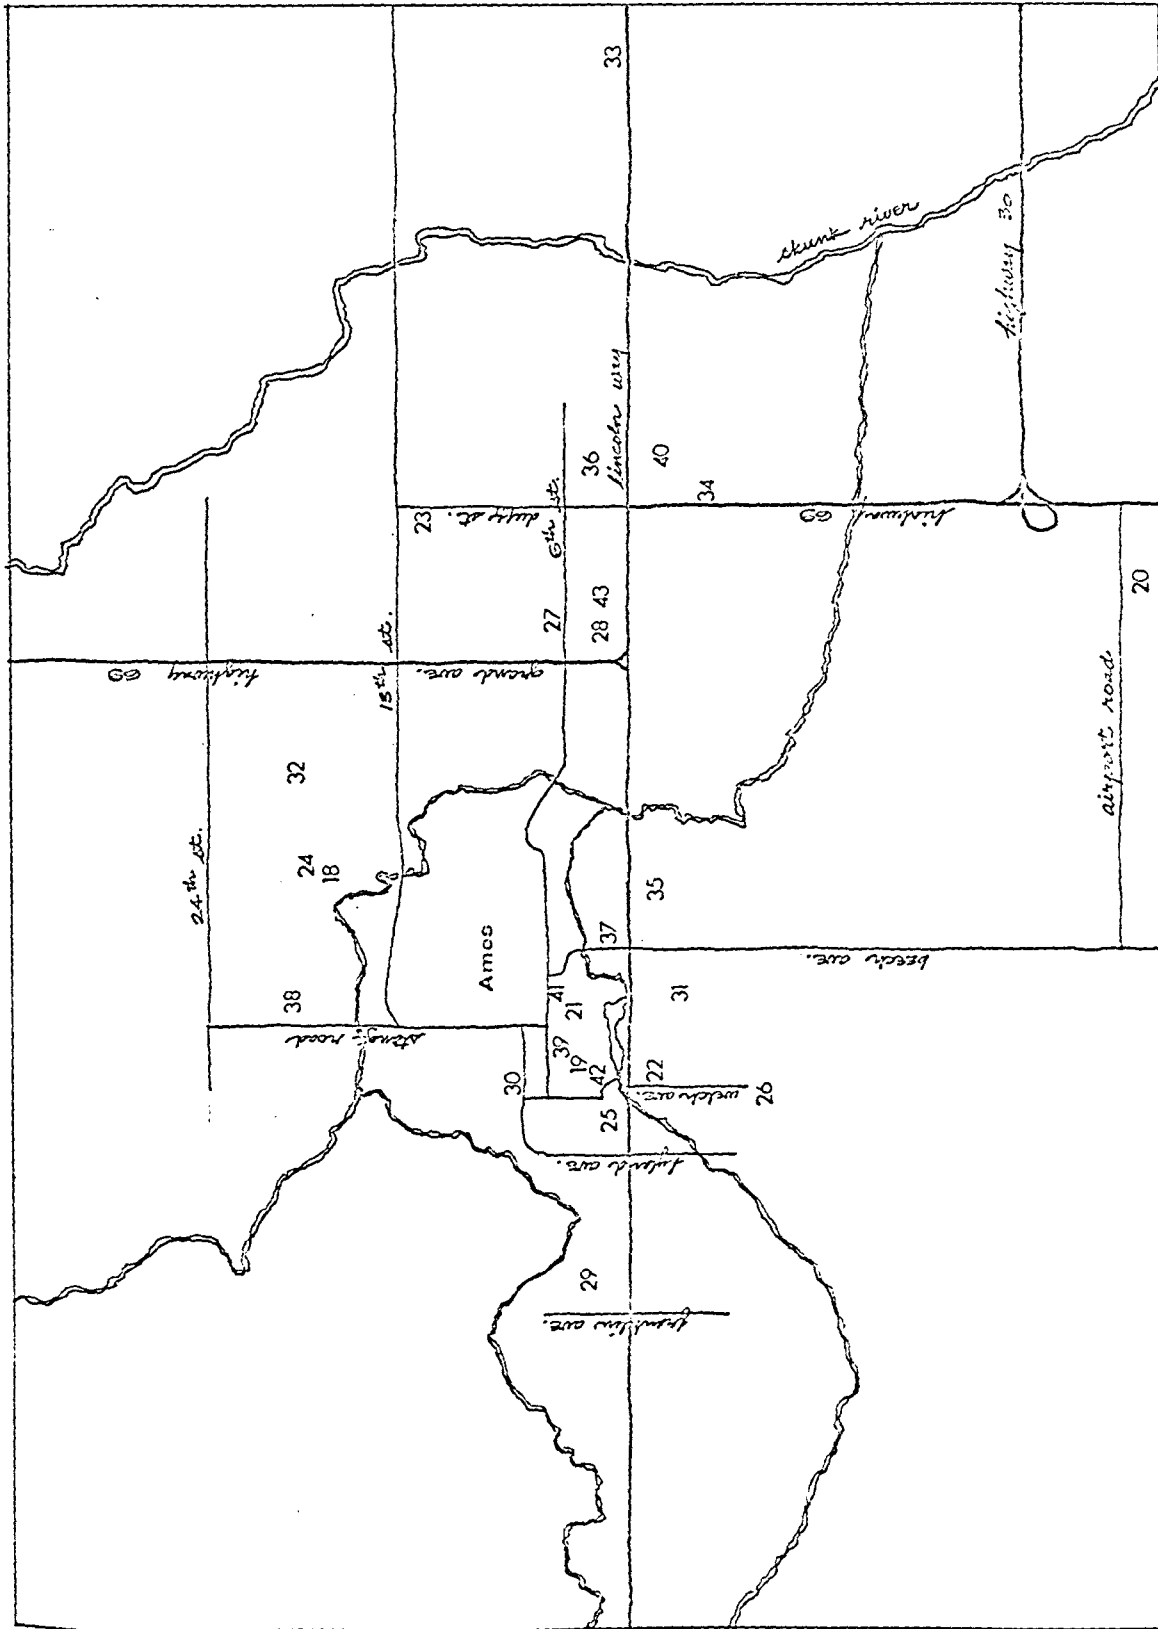 33
skunk river
highway 30
lincoln way
36
40
34
6th st.
duff st.
23
highway 69
20
27
28 43
grand ave.
13th st.
highway 69
24th st.
32
24
18
airport road
35
37
Ames
beech ave.
41
21
31
38
stange road
39
19
42
30
22
welch ave.
26
25
29
franklin ave.